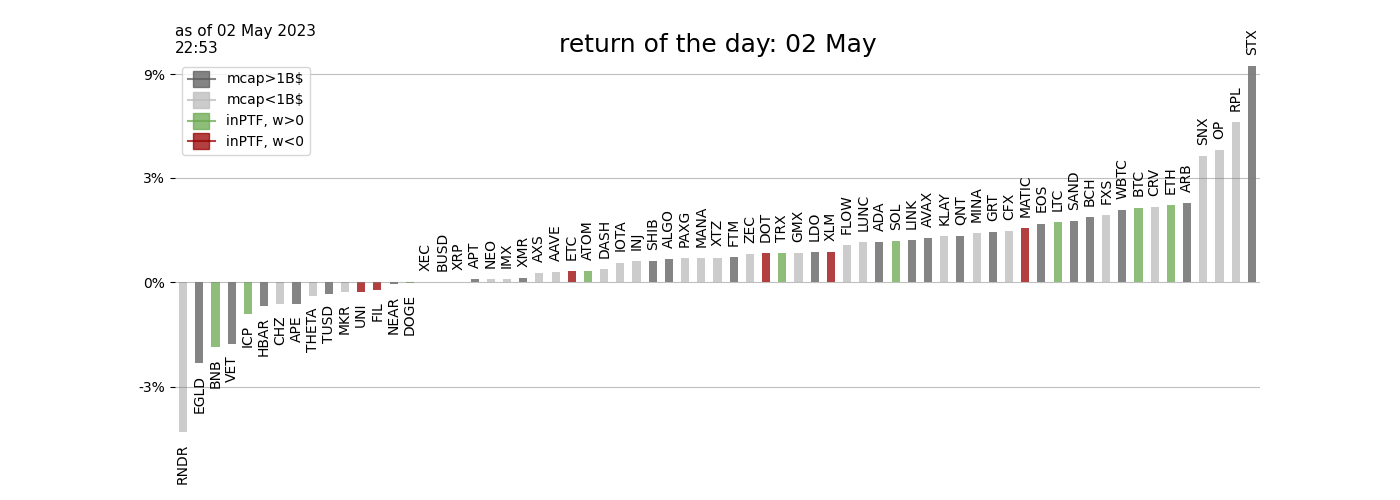 as of 02 May 2023
22:53
return of the day: 02 May
9%
3%
0%
-3%
mcap>1B$
mcap<1B$
inPTF, w>0
inPTF, w<0
RNDR
EGLD
BNB
VET
ICP
HBAR
CHZ
APE
THETA
TUSD
MKR
UNI
FIL
NEAR
DOGE
XEC
BUSD
XRP
APT
NEO
IMX
XMR
AXS
AAVE
ETC
ATOM
DASH
IOTA
INJ
SHIB
ALGO
PAXG
MANA
XTZ
FTM
ZEC
DOT
TRX
GMX
LDO
XLM
FLOW
LUNC
ADA
SOL
LINK
AVAX
KLAY
QNT
MINA
GRT
CFX
MATIC
EOS
LTC
SAND
BCH
FXS
WBTC
BTC
CRV
ETH
ARB
SNX
OP
RPL
STX